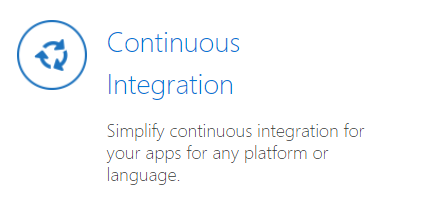 Continuous
Integration
Simplify continuous integration for
your apps for any platform or
language.